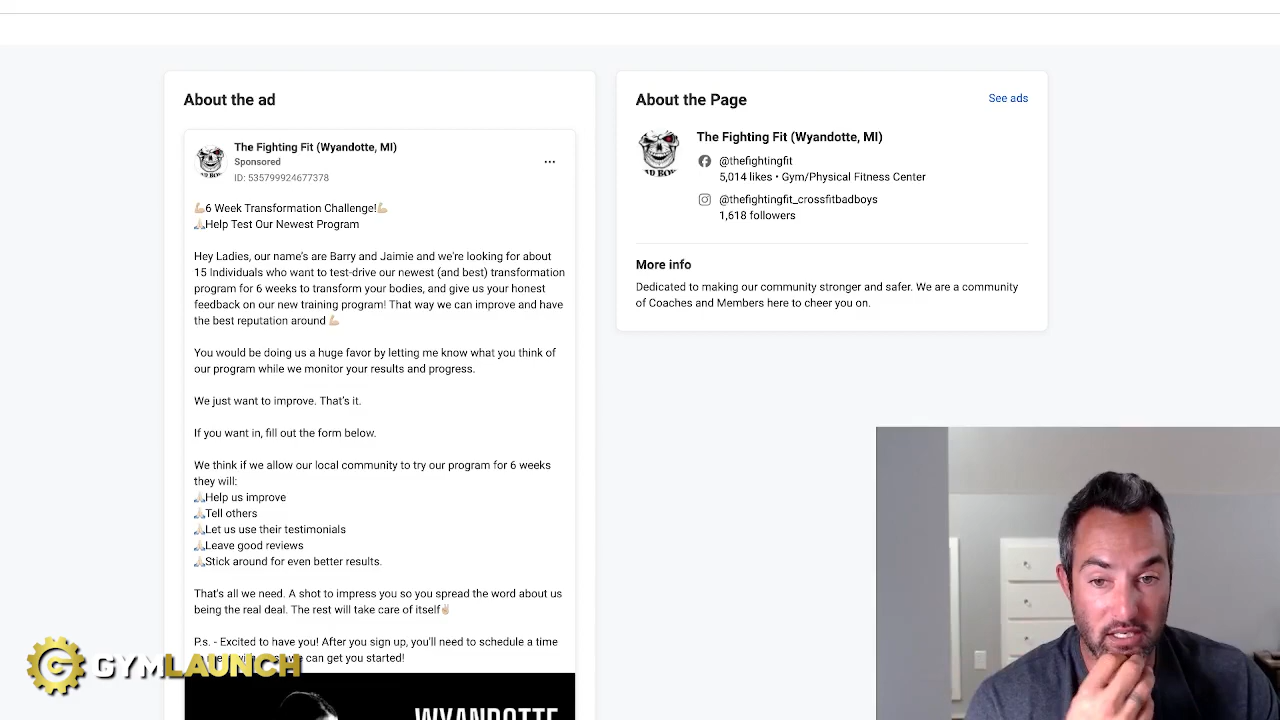 About the ad
The Fighting Fit (Wyandotte, MI)
Sponsored
ID: 535799924677378
💪🏼6 Week Transformation Challenge!💪🏼
🙏🏻Help Test Our Newest Program
Hey Ladies, our name's are Barry and Jaimie and we're looking for about
15 Individuals who want to test-drive our newest (and best) transformation
program for 6 weeks to transform your bodies, and give us your honest
feedback on our new training program! That way we can improve and have
the best reputation around 💪🏻
You would be doing us a huge favor by letting me know what you think of
our program while we monitor your results and progress.
We just want to improve. That's it.
If you want in, fill out the form below.
We think if we allow our local community to try our program for 6 weeks
they will:
🙏🏻Help us improve
🙏🏻Tell others
🙏🏻Let us use their testimonials
🙏🏻Leave good reviews
🙏🏻Stick around for even better results.
That's all we need. A shot to impress you so you spread the word about us
being the real deal. The rest will take care of itself✌🏼
P.s. - Excited to have you! After you sign up, you'll need to schedule a time
can get you started!
WYANDOTTE
About the Page
See ads
The Fighting Fit (Wyandotte, MI)
@thefightingfit
5,014 likes • Gym/Physical Fitness Center
@thefightingfit_crossfitbadboys
1,618 followers
More info
Dedicated to making our community stronger and safer. We are a community
of Coaches and Members here to cheer you on.
GYMLAUNCH